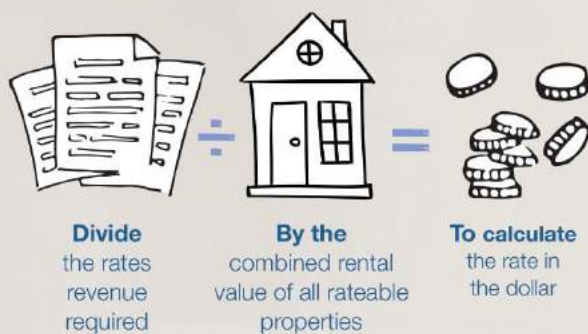 Divide
the rates
revenue
required
By the
combined rental
value of all rateable
properties
To calculate
the rate in
the dollar